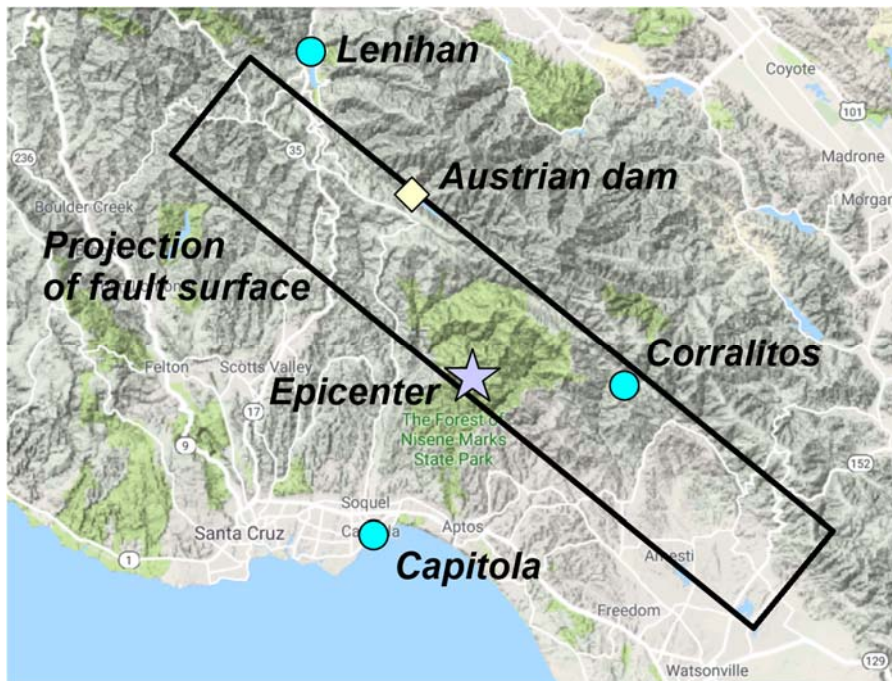 Lenihan
Coyote
101
Madrone
35
Austrian dam
236
Morgan
Boulder Creek
Projection
of fault surface
Corralitos
Felton
Scotts Valley
Epicenter
17
The Forest of
Nisene Marks
State Park
9
152
Soquel
Santa Cruz
Aptos
1
Capitola
Freedom
129
Watsonville